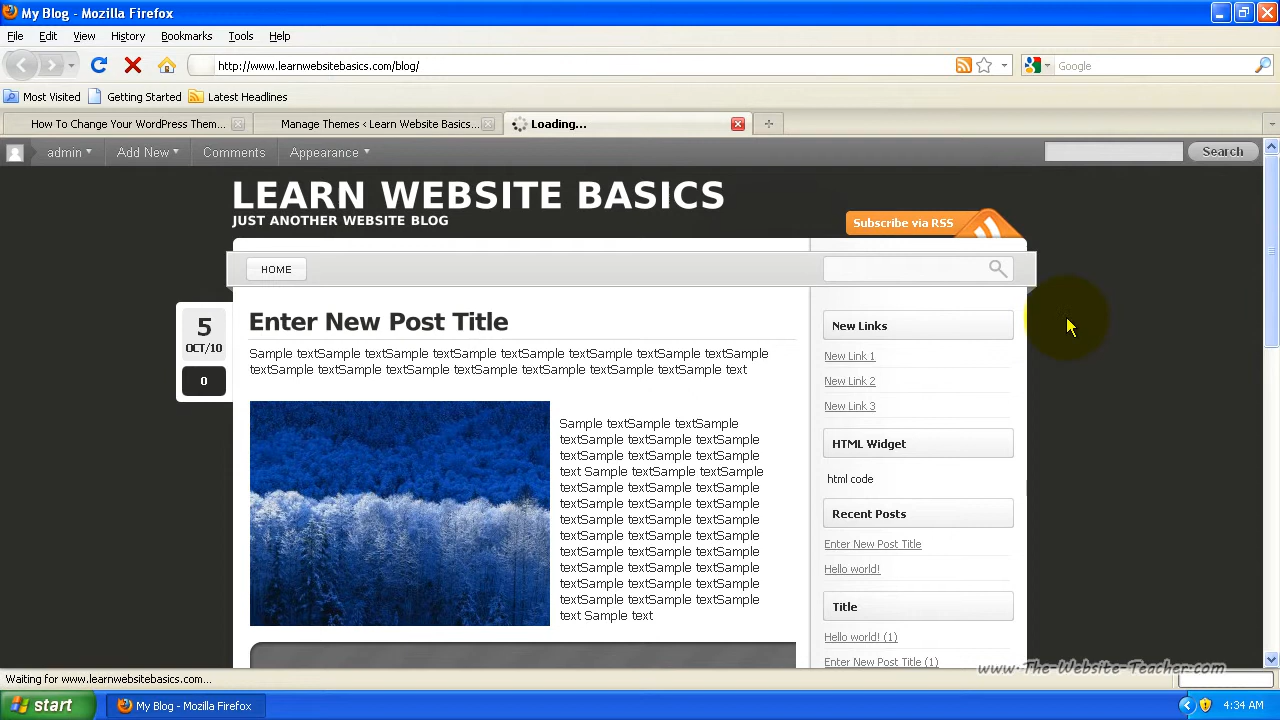 My Blog - Mozilla Firefox
File Edit View History Bookmarks Tools Help
http://www.learnwebsitebasics.com/blog/
Google
Most Visited Getting Started Latest Headlines
How To Change Your WordPress Them...
Manage Themes ‹ Learn Website Basics...
Loading...
admin Add New Comments Appearance
Search
LEARN WEBSITE BASICS
JUST ANOTHER WEBSITE BLOG
Subscribe via RSS
HOME
5
OCT/10
0
Enter New Post Title
Sample textSample textSample textSample textSample textSample textSample textSample
textSample textSample textSample textSample textSample textSample textSample text
Sample textSample textSample
textSample textSample textSample
textSample textSample textSample
text Sample textSample textSample
textSample textSample textSample
textSample textSample textSample
textSample textSample textSample
textSample textSample textSample
textSample textSample textSample
textSample textSample textSample
textSample textSample textSample
textSample textSample textSample
text Sample text
New Links
New Link 1
New Link 2
New Link 3
HTML Widget
html code
Recent Posts
Enter New Post Title
Hello world!
Title
Hello world! (1)
Enter New Post Title (1)
www.The-Website-Teacher.com
Waiting for www.learnwebsitebasics.com...
start
My Blog - Mozilla Firefox
4:34 AM